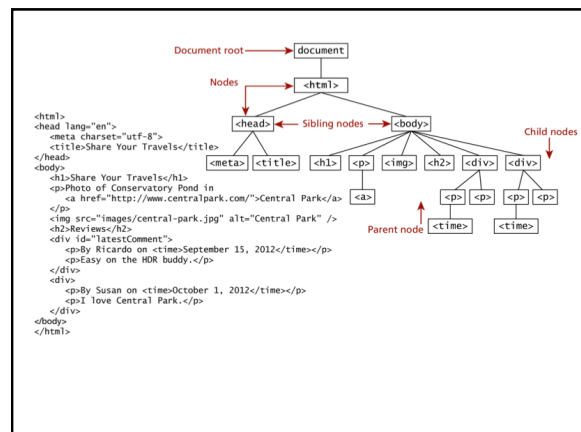 Document root
document
Nodes
<html>
<head>
Sibling nodes
<body>
Child nodes
<meta>
<title>
<h1>
<p>
<img>
<h2>
<div>
<div>
<a>
<p>
<p>
<p>
<p>
Parent node
<time>
<time>
<html>
<head lang="en">
<meta charset="utf-8">
<title>Share Your Travels</title>
</head>
<body>
<h1>Share Your Travels</h1>
<p>Photo of Conservatory Pond in
<a href="http://www.centralpark.com/">Central Park</a>
</p>
<img src="images/central-park.jpg" alt="Central Park" />
<h2>Reviews</h2>
<div id="latestComment">
<p>By Ricardo on <time>September 15, 2012</time></p>
<p>Easy on the HDR buddy.</p>
</div>
<div>
<p>By Susan on <time>October 1, 2012</time></p>
<p>I love Central Park.</p>
</div>
</body>
</html>